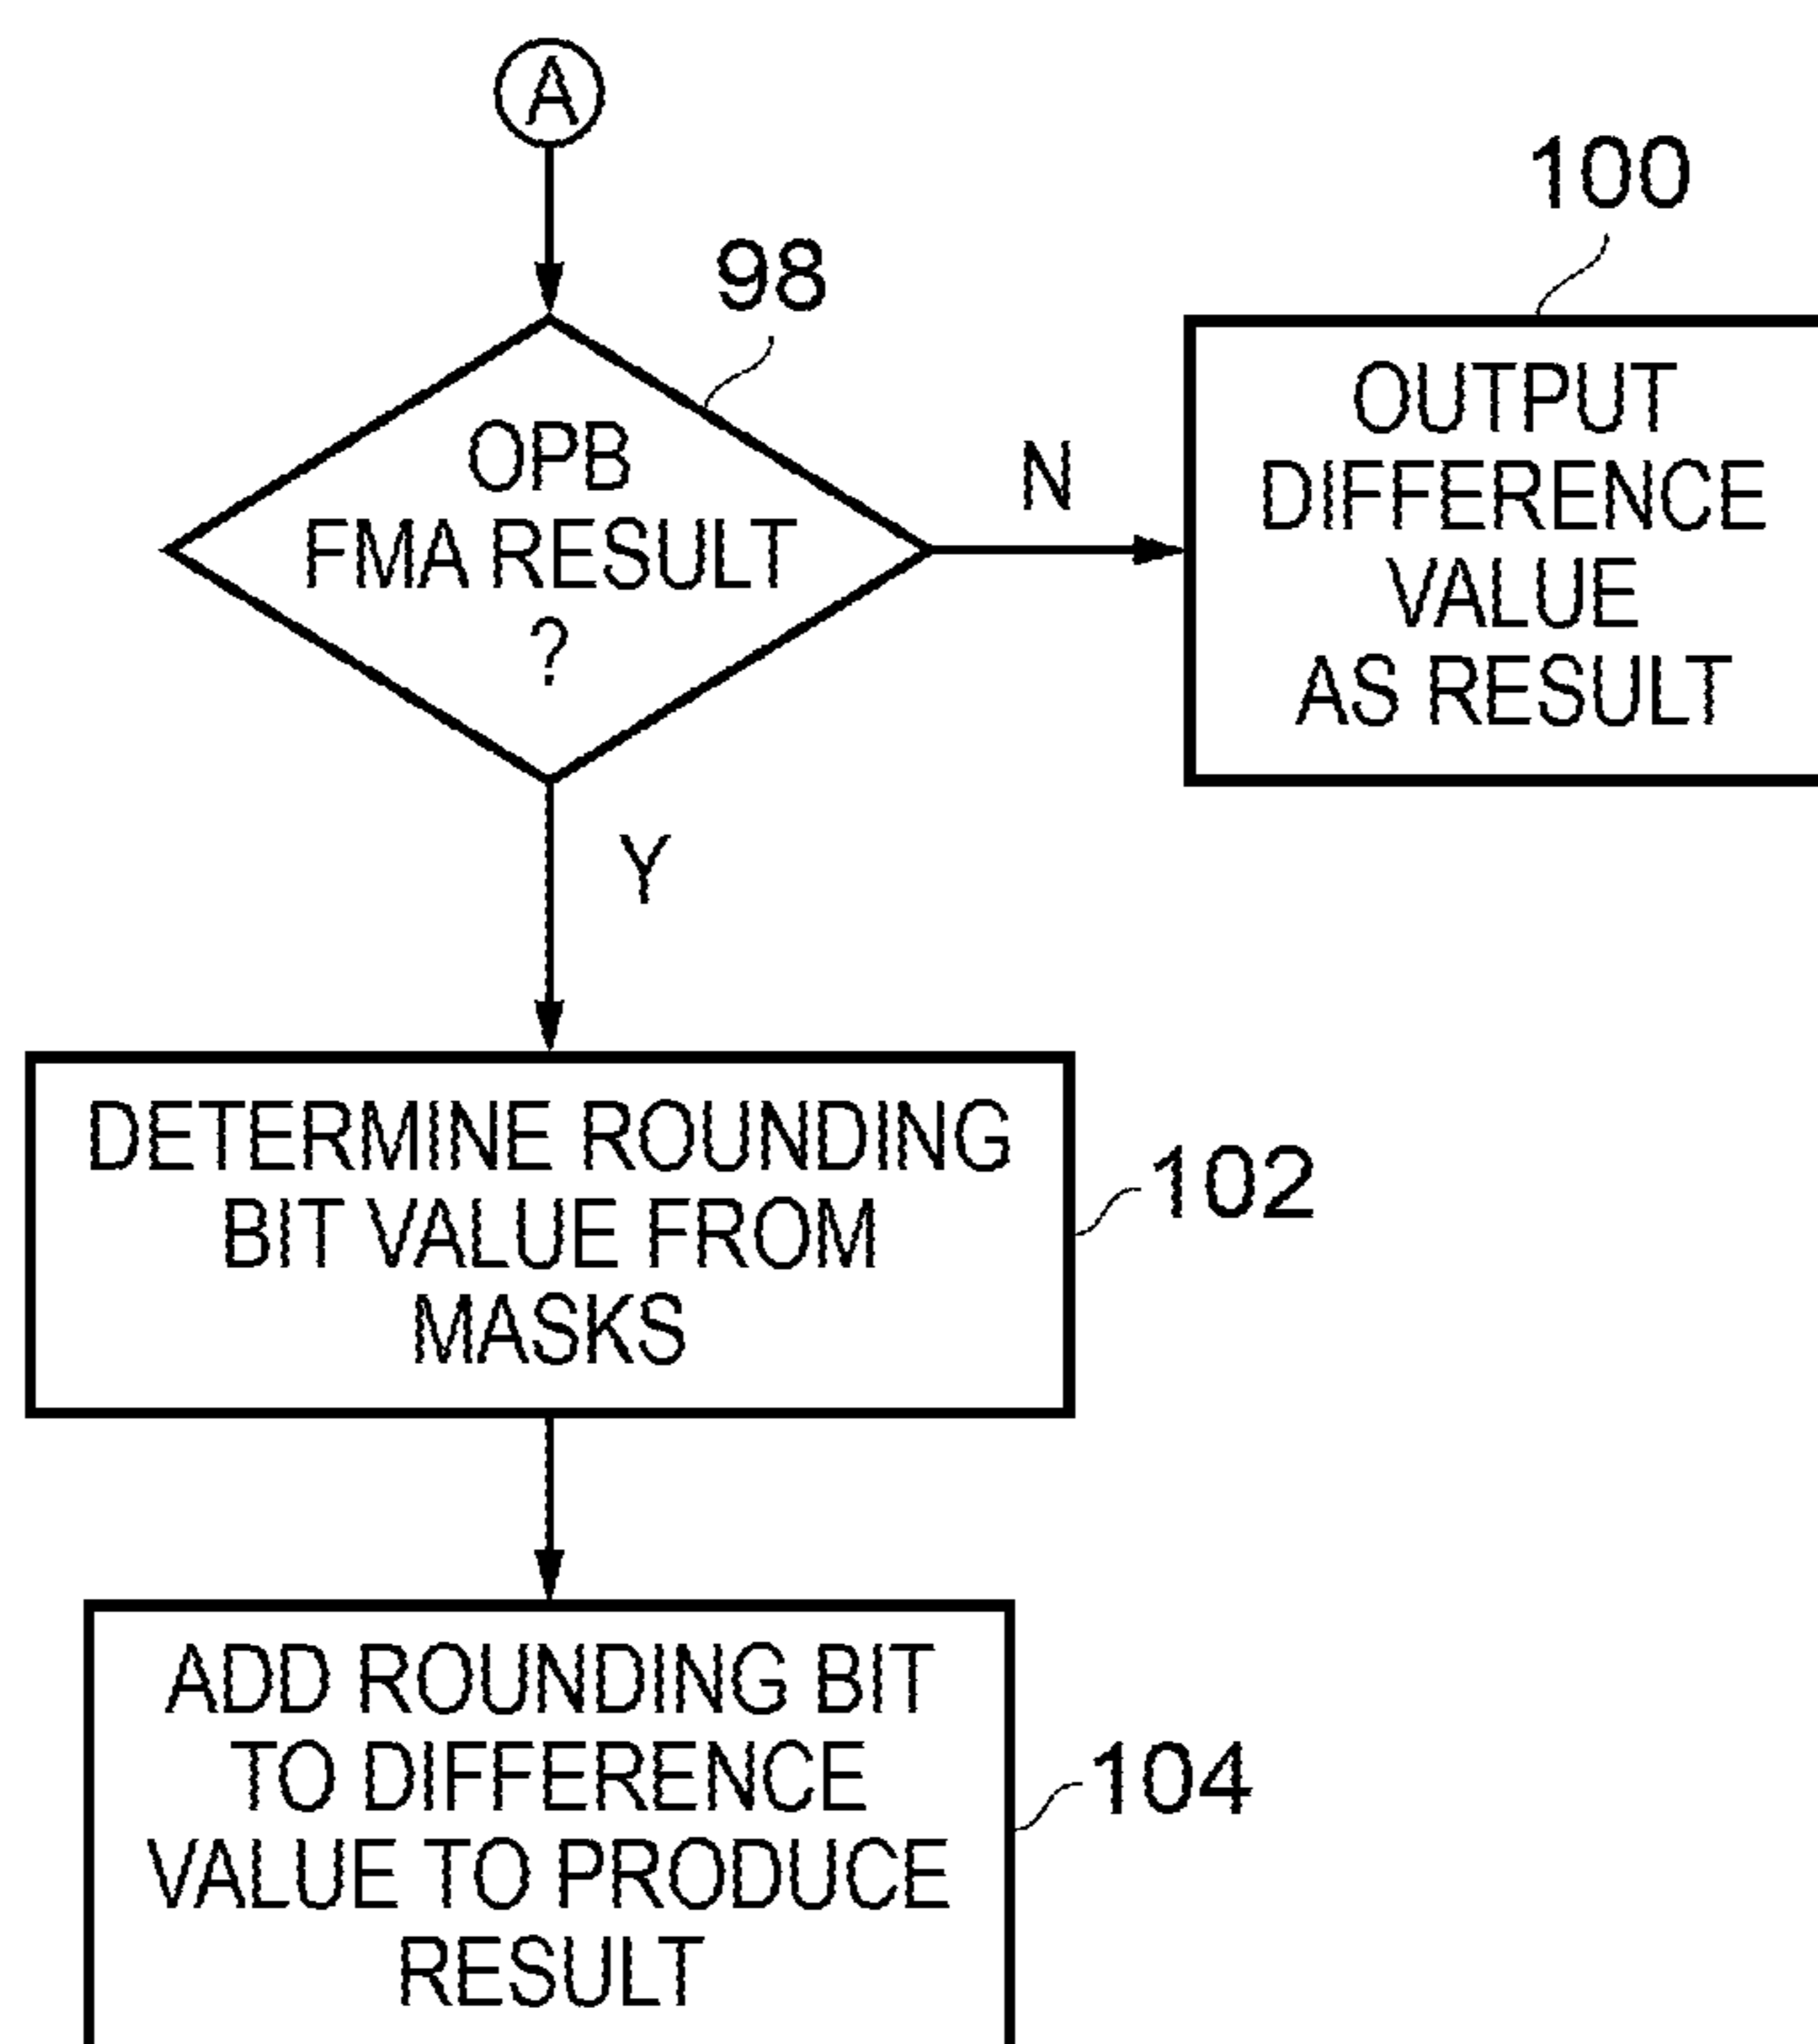 A
98
OPB
FMA RESULT
?
N
100
OUTPUT
DIFFERENCE
VALUE
AS RESULT
Y
DETERMINE ROUNDING
BIT VALUE FROM
MASKS
102
ADD ROUNDING BIT
TO DIFFERENCE
VALUE TO PRODUCE
RESULT
104